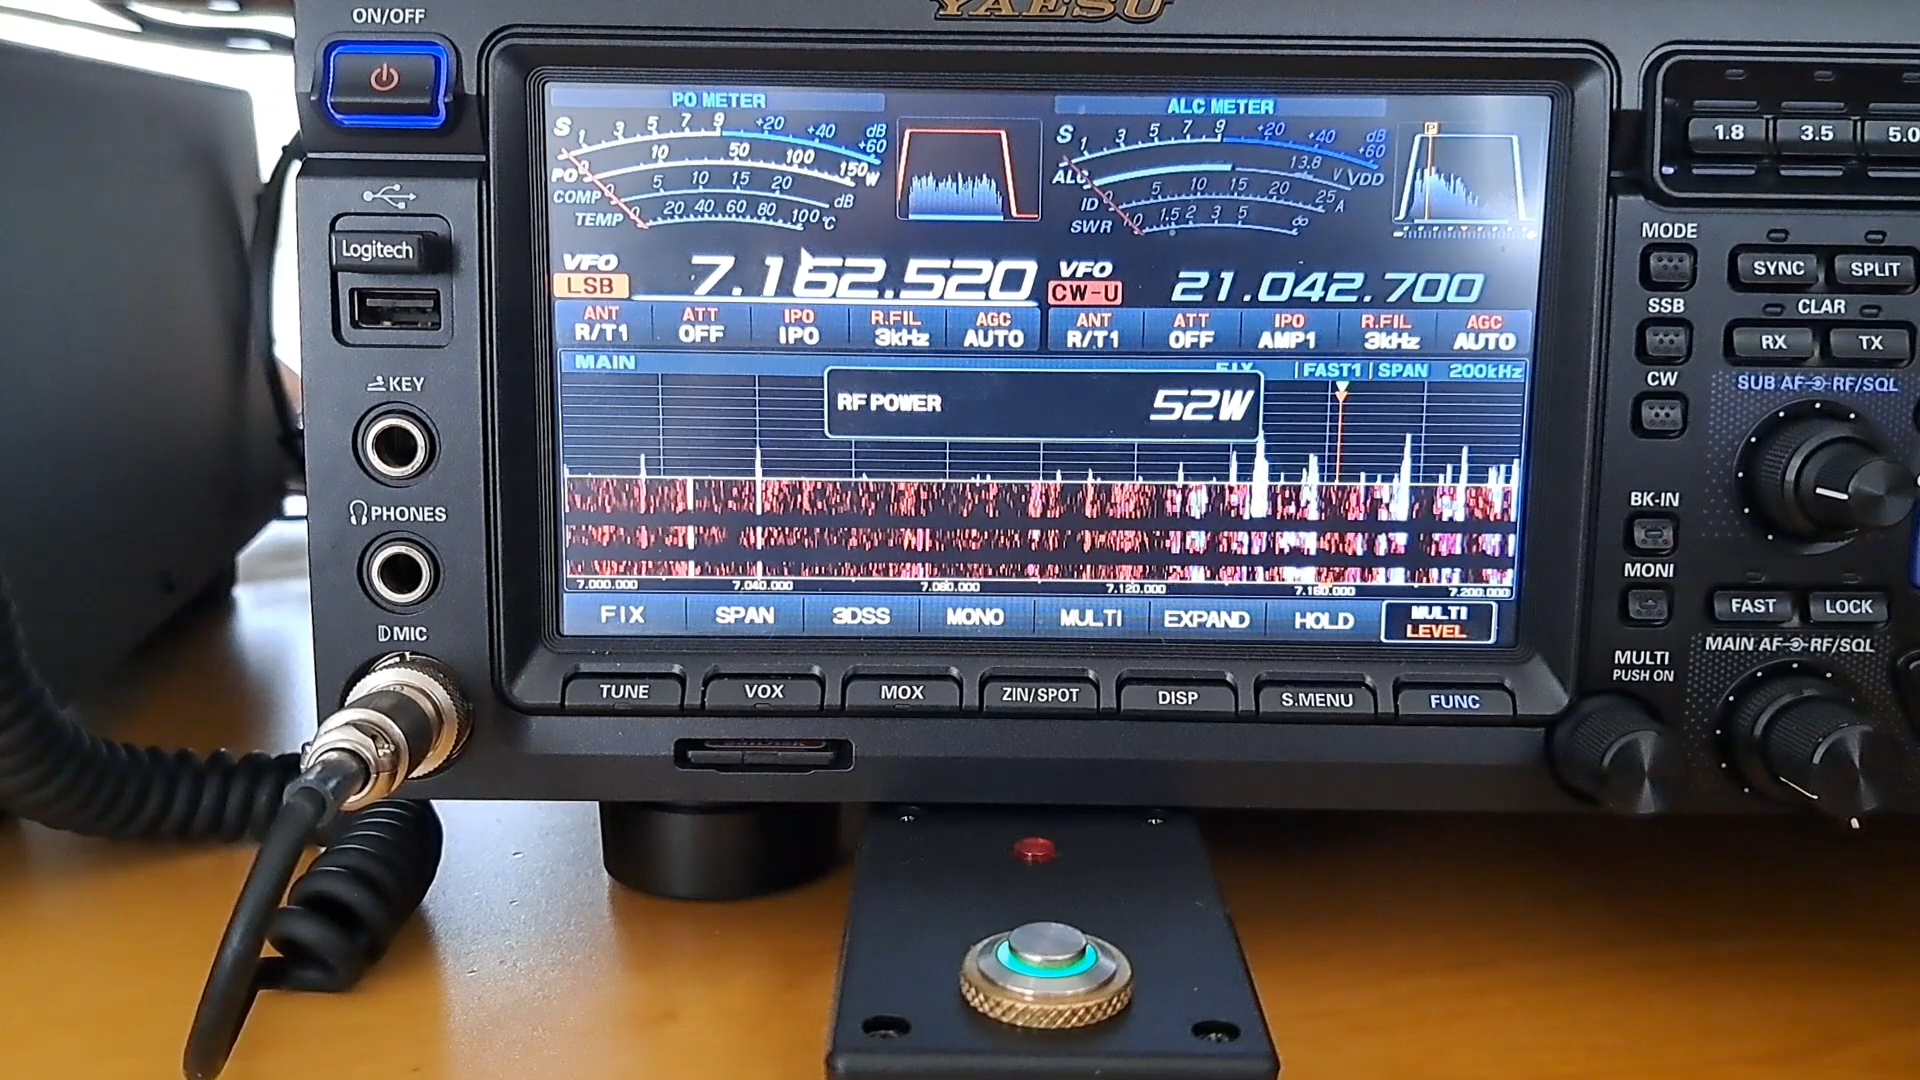 YAESU
ON/OFF
Logitech
KEY
PHONES
MIC
PO METER
S 1 3 5 7 9 +20 +40 +60 dB
PO 0 10 50 100 150 W
COMP 0 5 10 15 20 dB
TEMP 0 20 40 60 80 100 °C
ALC METER
S 1 3 5 7 9 +20 +40 +60 dB
ALC 13.8 V VDD
ID 0 5 10 15 20 25 A
SWR 0 1.5 2 3 5 ∞
P
VFO
LSB
7.162.520
VFO
CW-U
21.042.700
ANT ATT IPO R.FIL AGC
R/T1 OFF IPO 3kHz AUTO
ANT ATT IPO R.FIL AGC
R/T1 OFF AMP1 3kHz AUTO
MAIN FIX | FAST1 | SPAN 200kHz
RF POWER 52W
7.000.000 7.040.000 7.080.000 7.120.000 7.160.000 7.200.000
FIX SPAN 3DSS MONO MULTI EXPAND HOLD MULTI
LEVEL
TUNE VOX MOX ZIN/SPOT DISP S.MENU FUNC
1.8 3.5 5.0
MODE
SYNC SPLIT
SSB
CLAR
RX TX
CW
SUB AF RF/SQL
BK-IN
MONI
FAST LOCK
MAIN AF RF/SQL
MULTI
PUSH ON